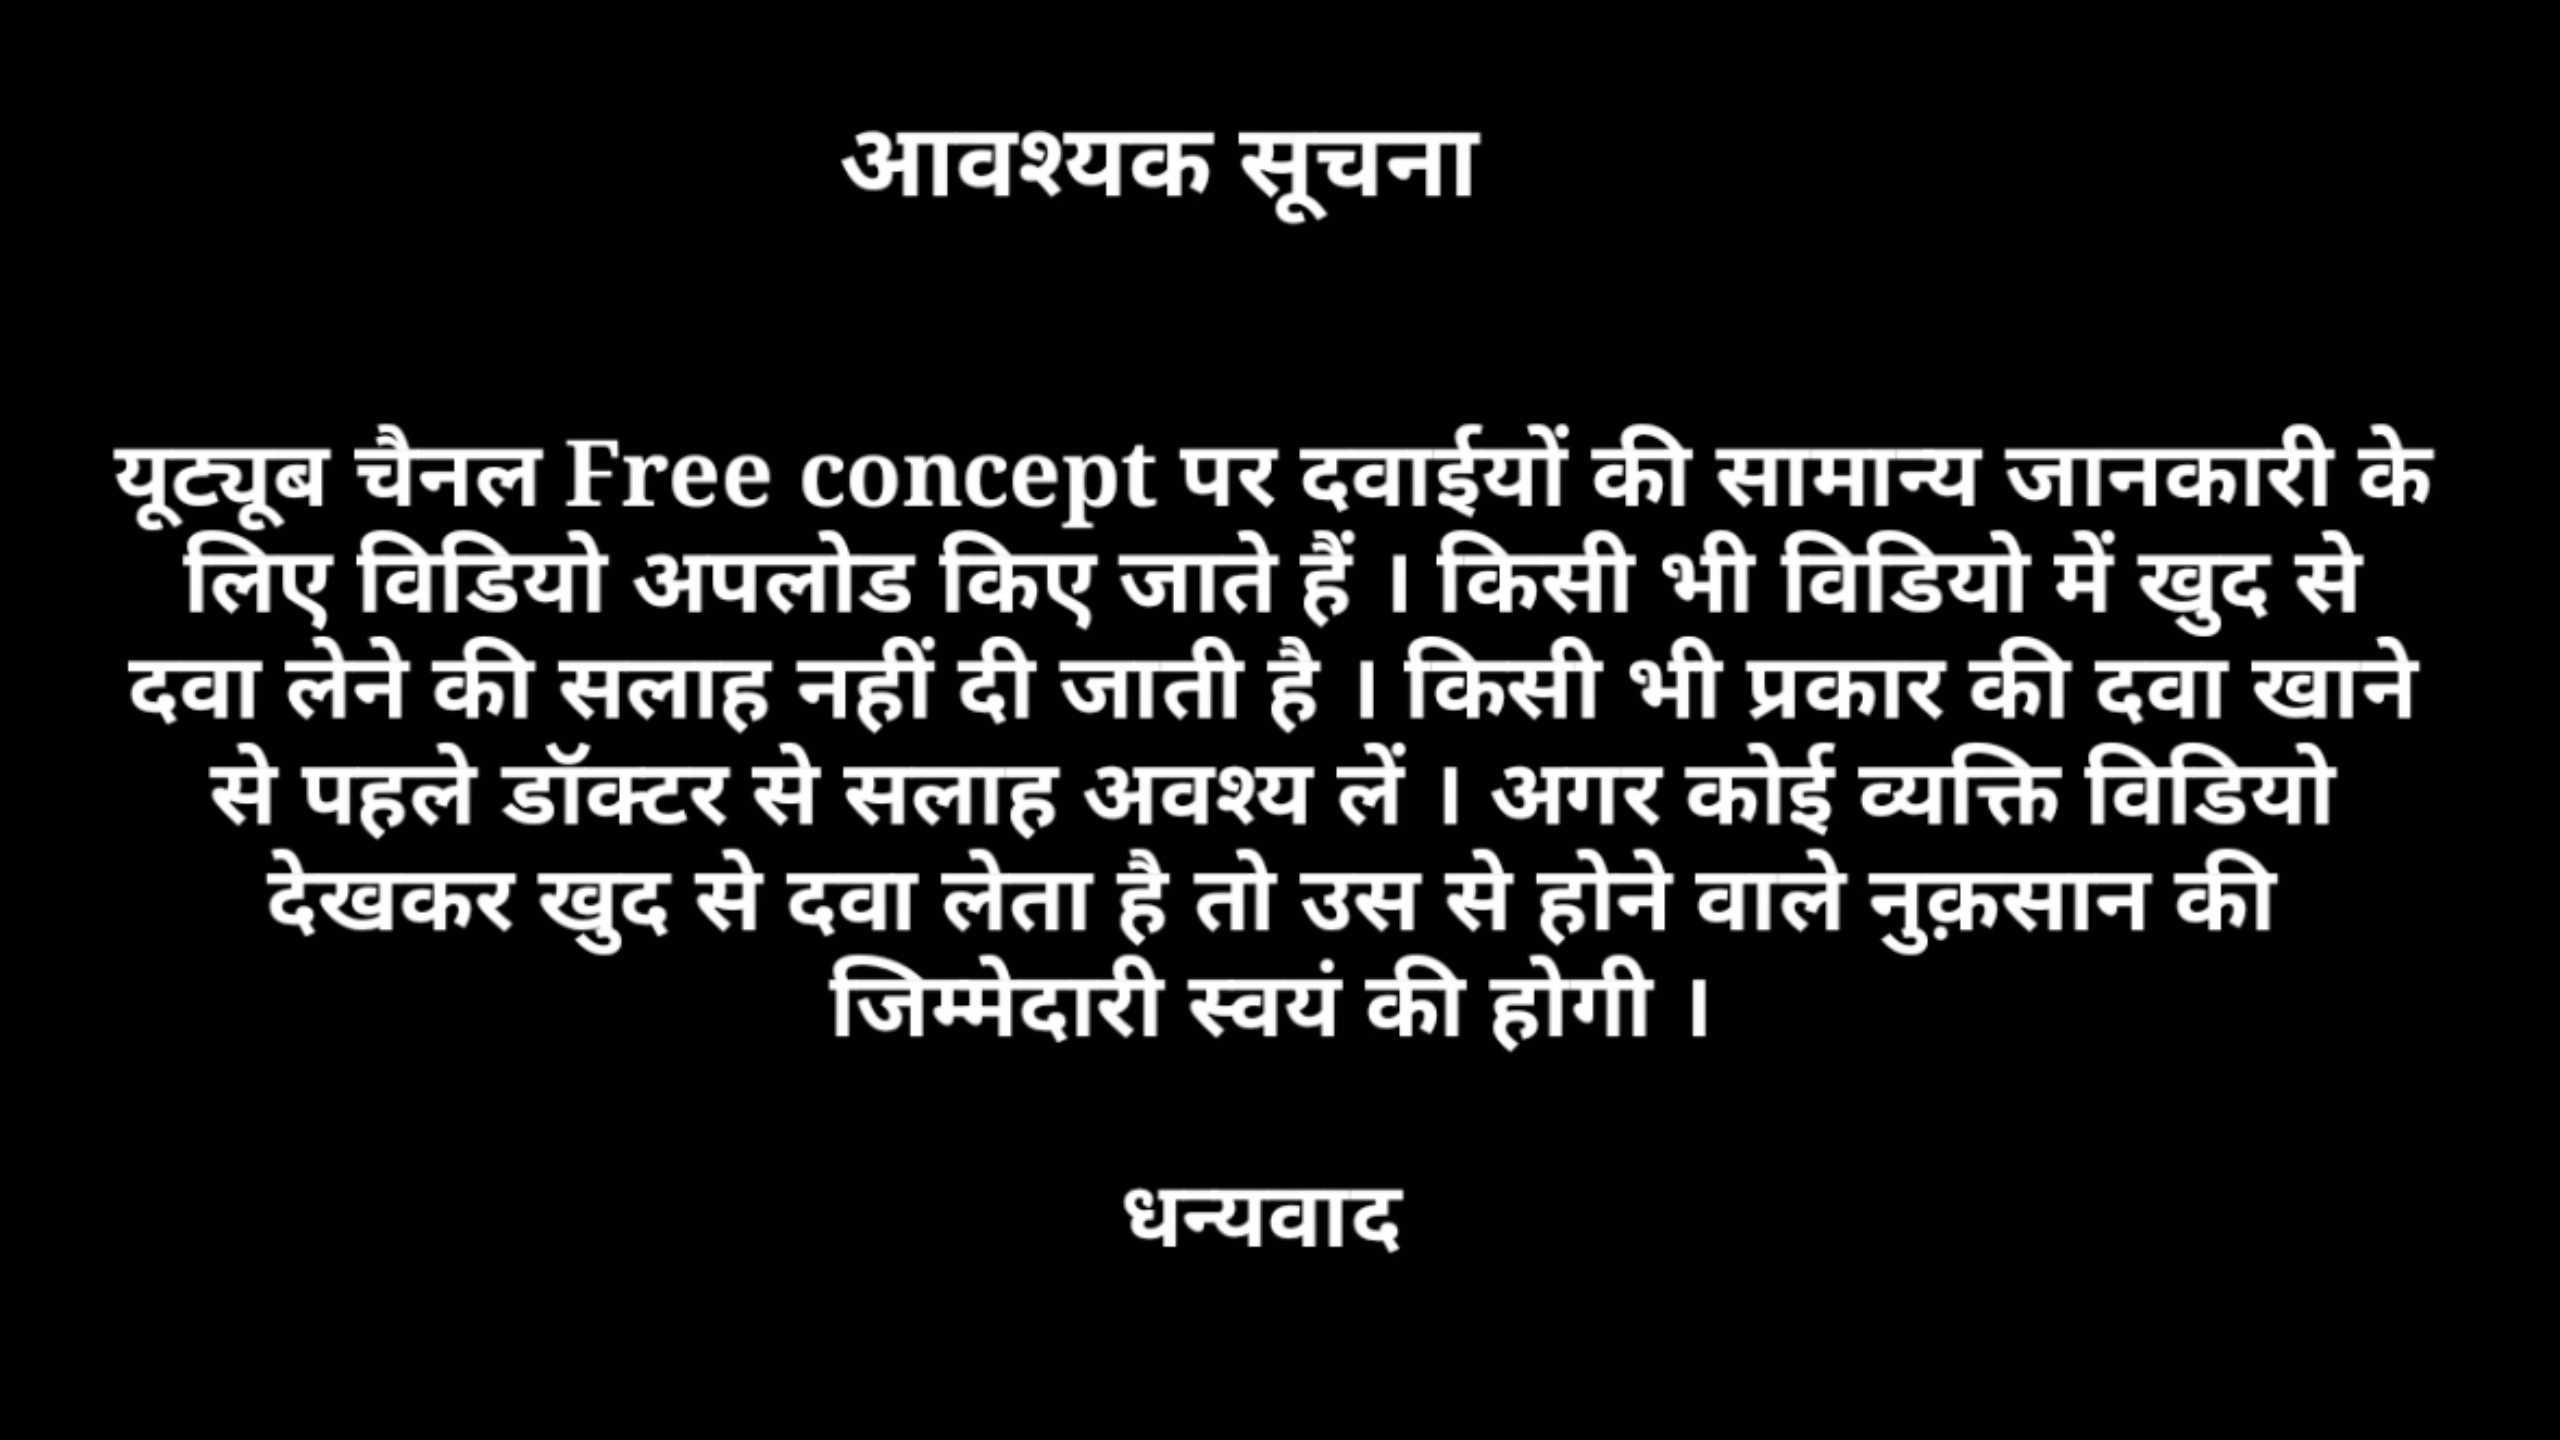 आवश्यक सूचना
यूट्यूब चैनल Free concept पर दवाईयों की सामान्य जानकारी के
लिए विडियो अपलोड किए जाते हैं । किसी भी विडियो में खुद से
दवा लेने की सलाह नहीं दी जाती है । किसी भी प्रकार की दवा खाने
से पहले डॉक्टर से सलाह अवश्य लें । अगर कोई व्यक्ति विडियो
देखकर खुद से दवा लेता है तो उस से होने वाले नुक़सान की
जिम्मेदारी स्वयं की होगी ।
धन्यवाद